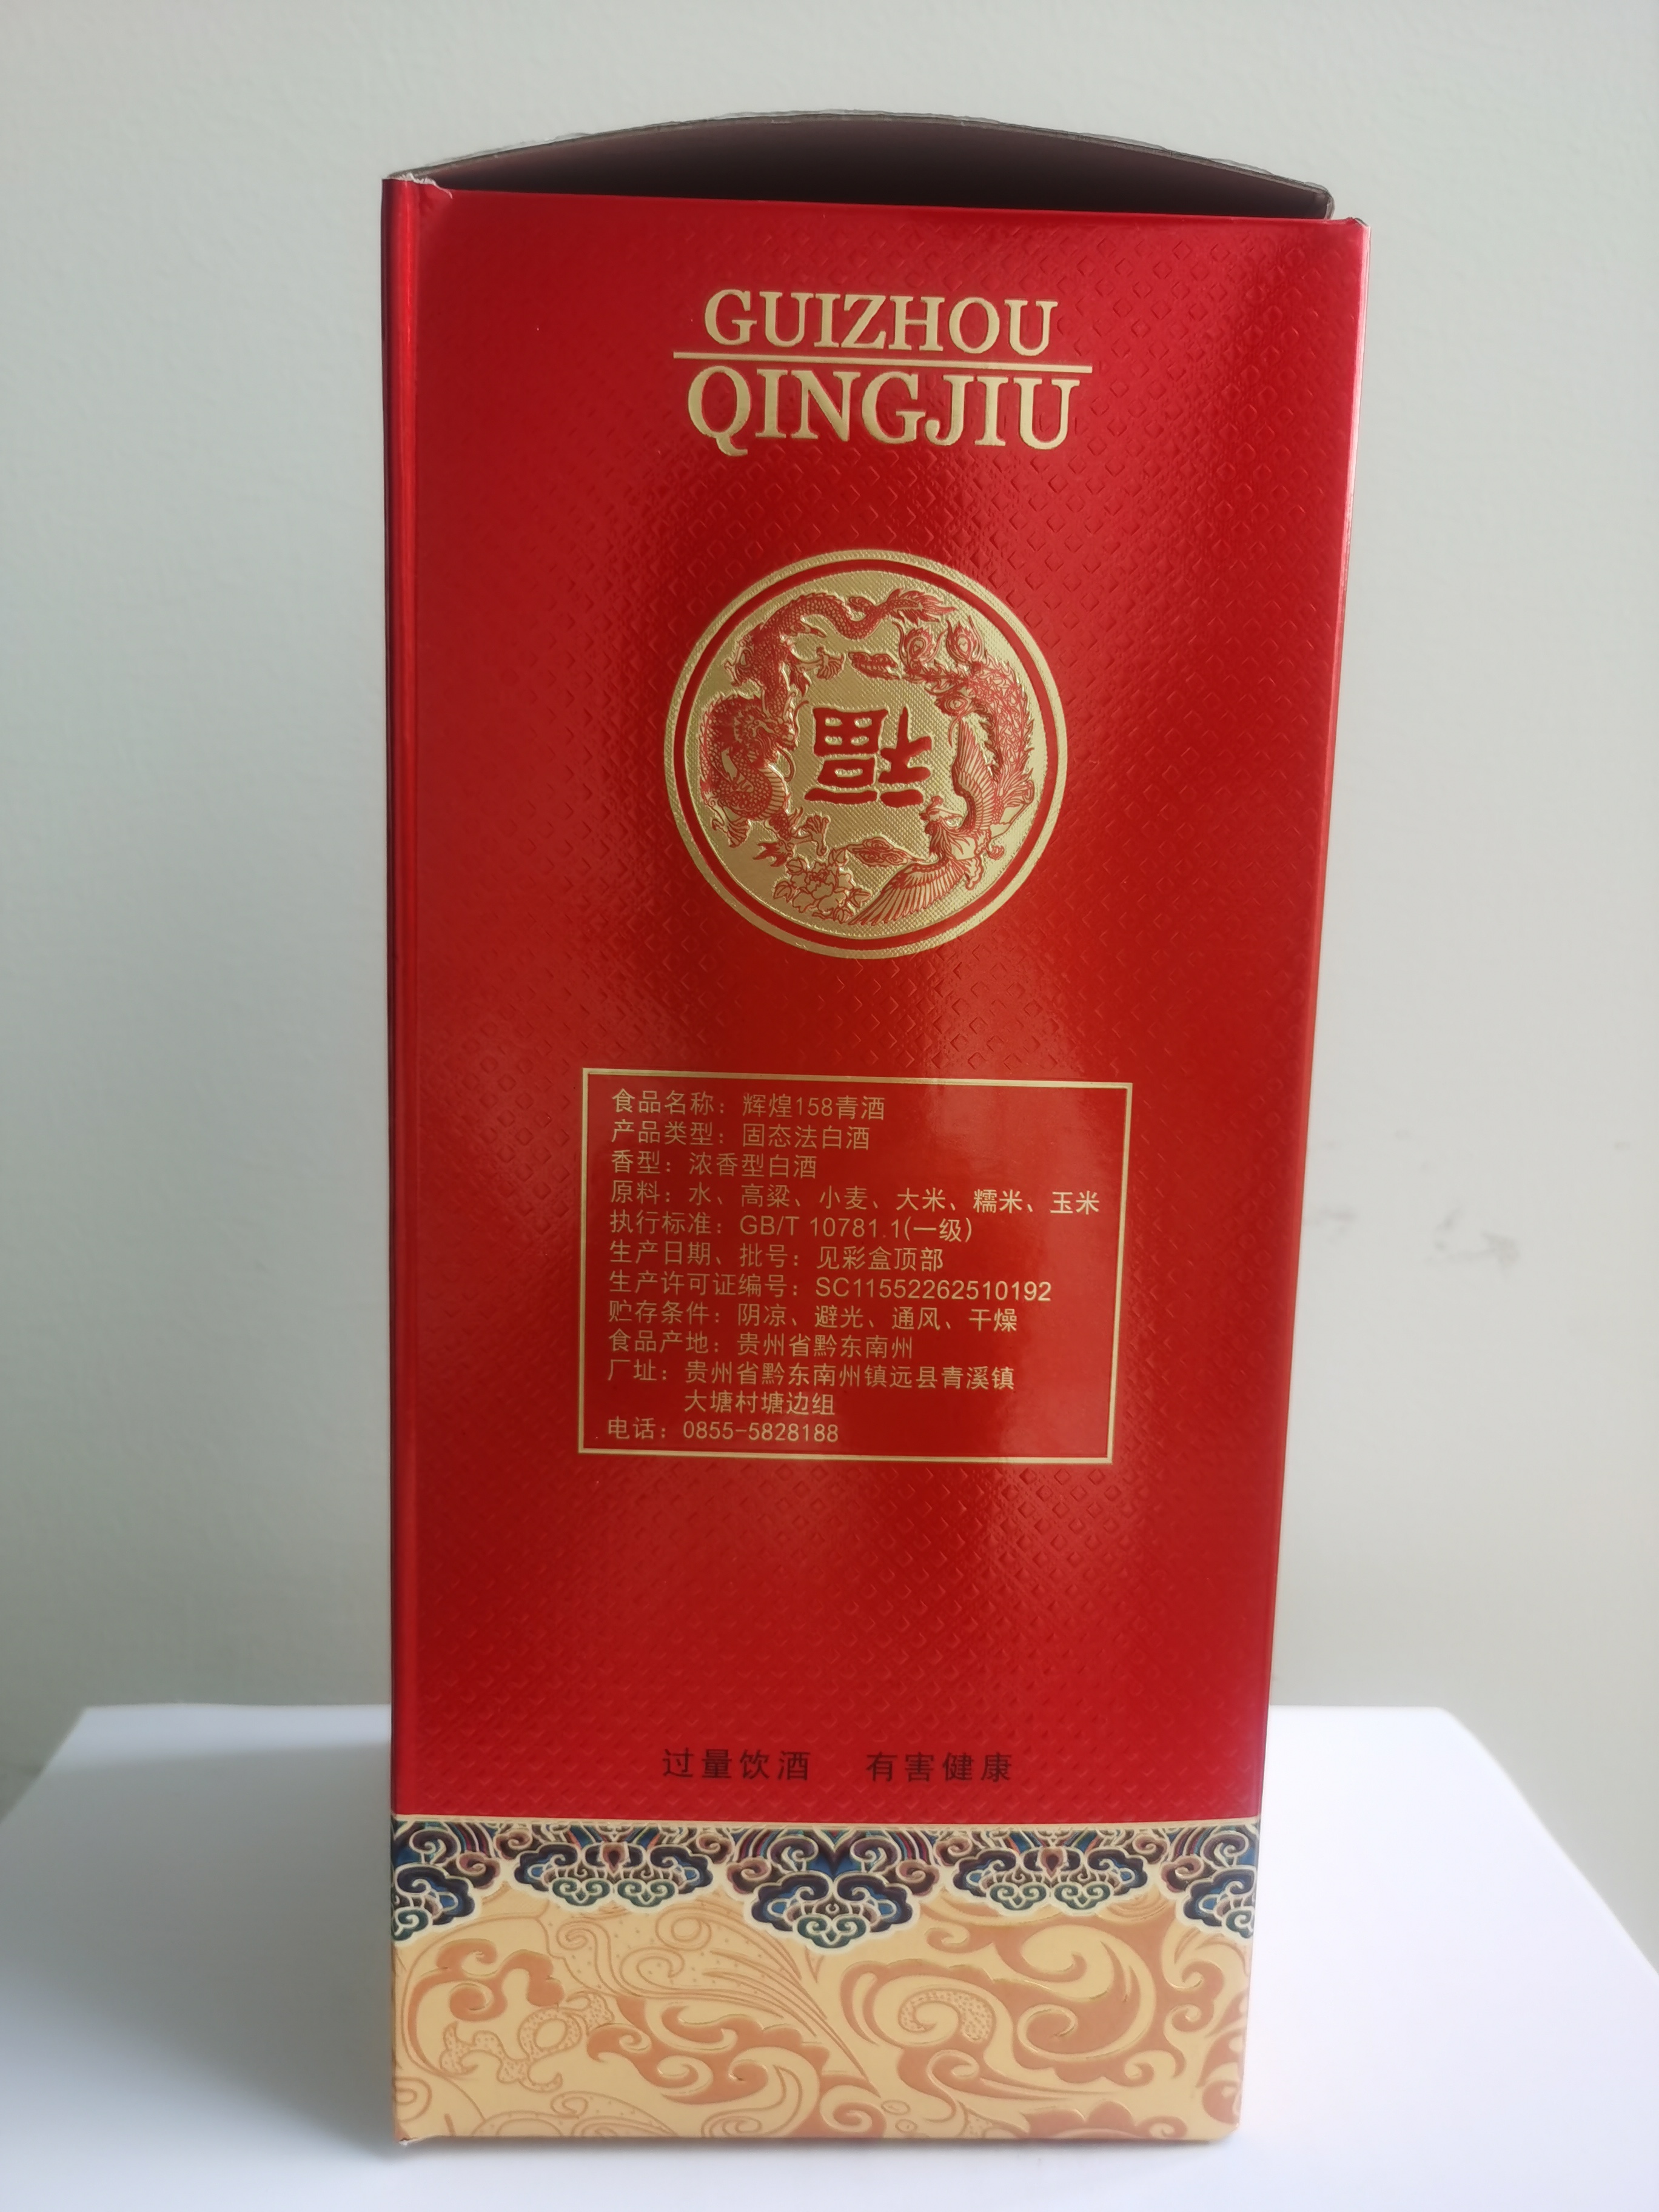 GUIZHOU
QINGJIU
福
食品名称：辉煌158青酒
产品类型：固态法白酒
香型：浓香型白酒
原料：水、高粱、小麦、大米、糯米、玉米
执行标准：GB/T 10781.1(一级)
生产日期、批号：见彩盒顶部
生产许可证编号：SC11552262510192
贮存条件：阴凉、避光、通风、干燥
食品产地：贵州省黔东南州
厂址：贵州省黔东南州镇远县青溪镇
大塘村塘边组
电话：0855-5828188
过量饮酒 有害健康